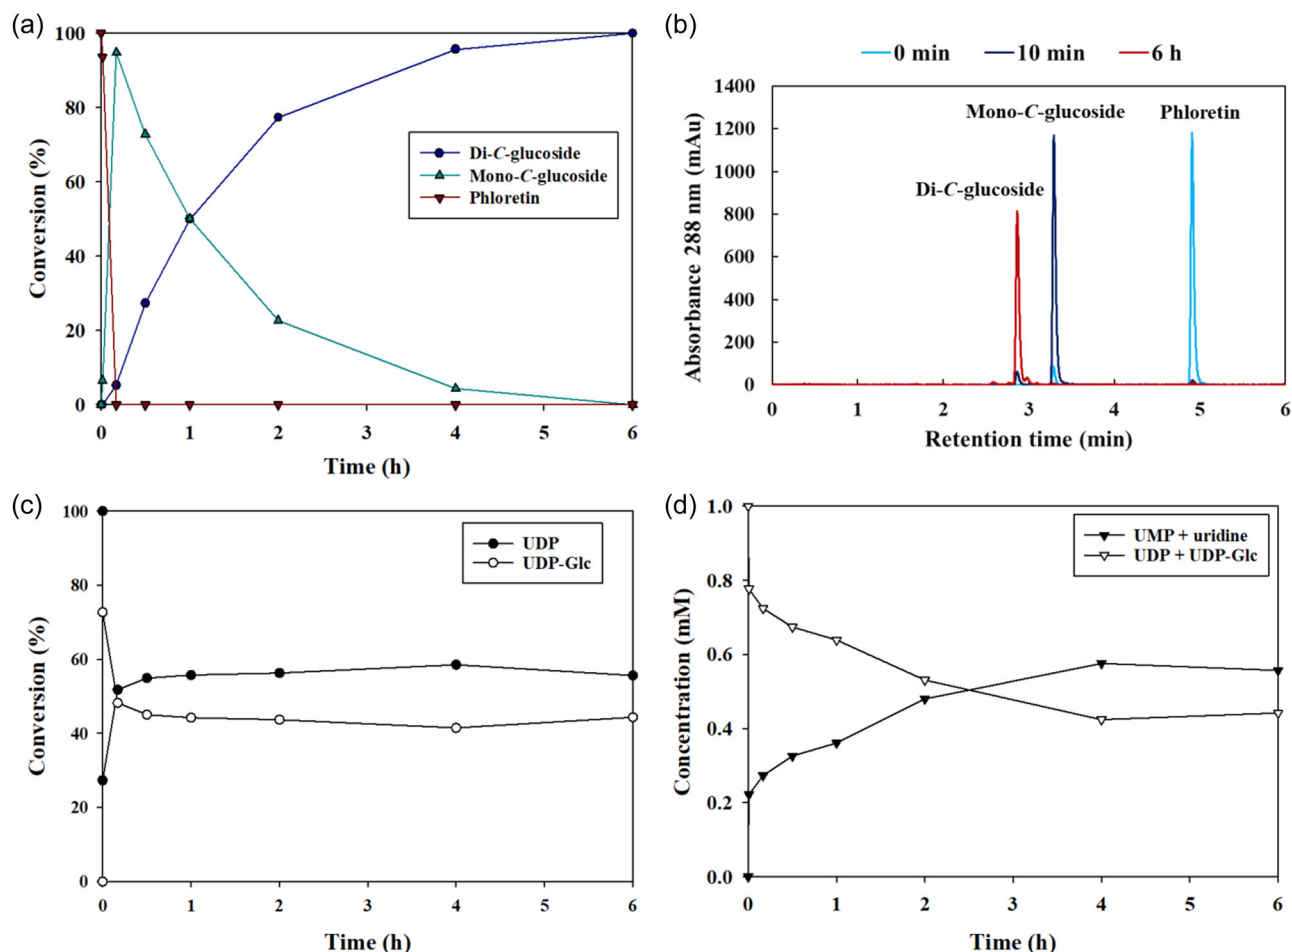 (a)
100
80
60
40
20
0
Conversion (%)
Di-C-glucoside
Mono-C-glucoside
Phloretin
0 1 2 3 4 5 6
Time (h)
(b)
0 min 10 min 6 h
1400
1200
1000
800
600
400
200
0
Absorbance 288 nm (mAu)
Mono-C-glucoside Phloretin
Di-C-glucoside
0 1 2 3 4 5 6
Retention time (min)
(c)
100
80
60
40
20
0
Conversion (%)
UDP
UDP-Glc
0 1 2 3 4 5 6
Time (h)
(d)
1.0
0.8
0.6
0.4
0.2
0.0
Concentration (mM)
UMP + uridine
UDP + UDP-Glc
0 1 2 3 4 5 6
Time (h)